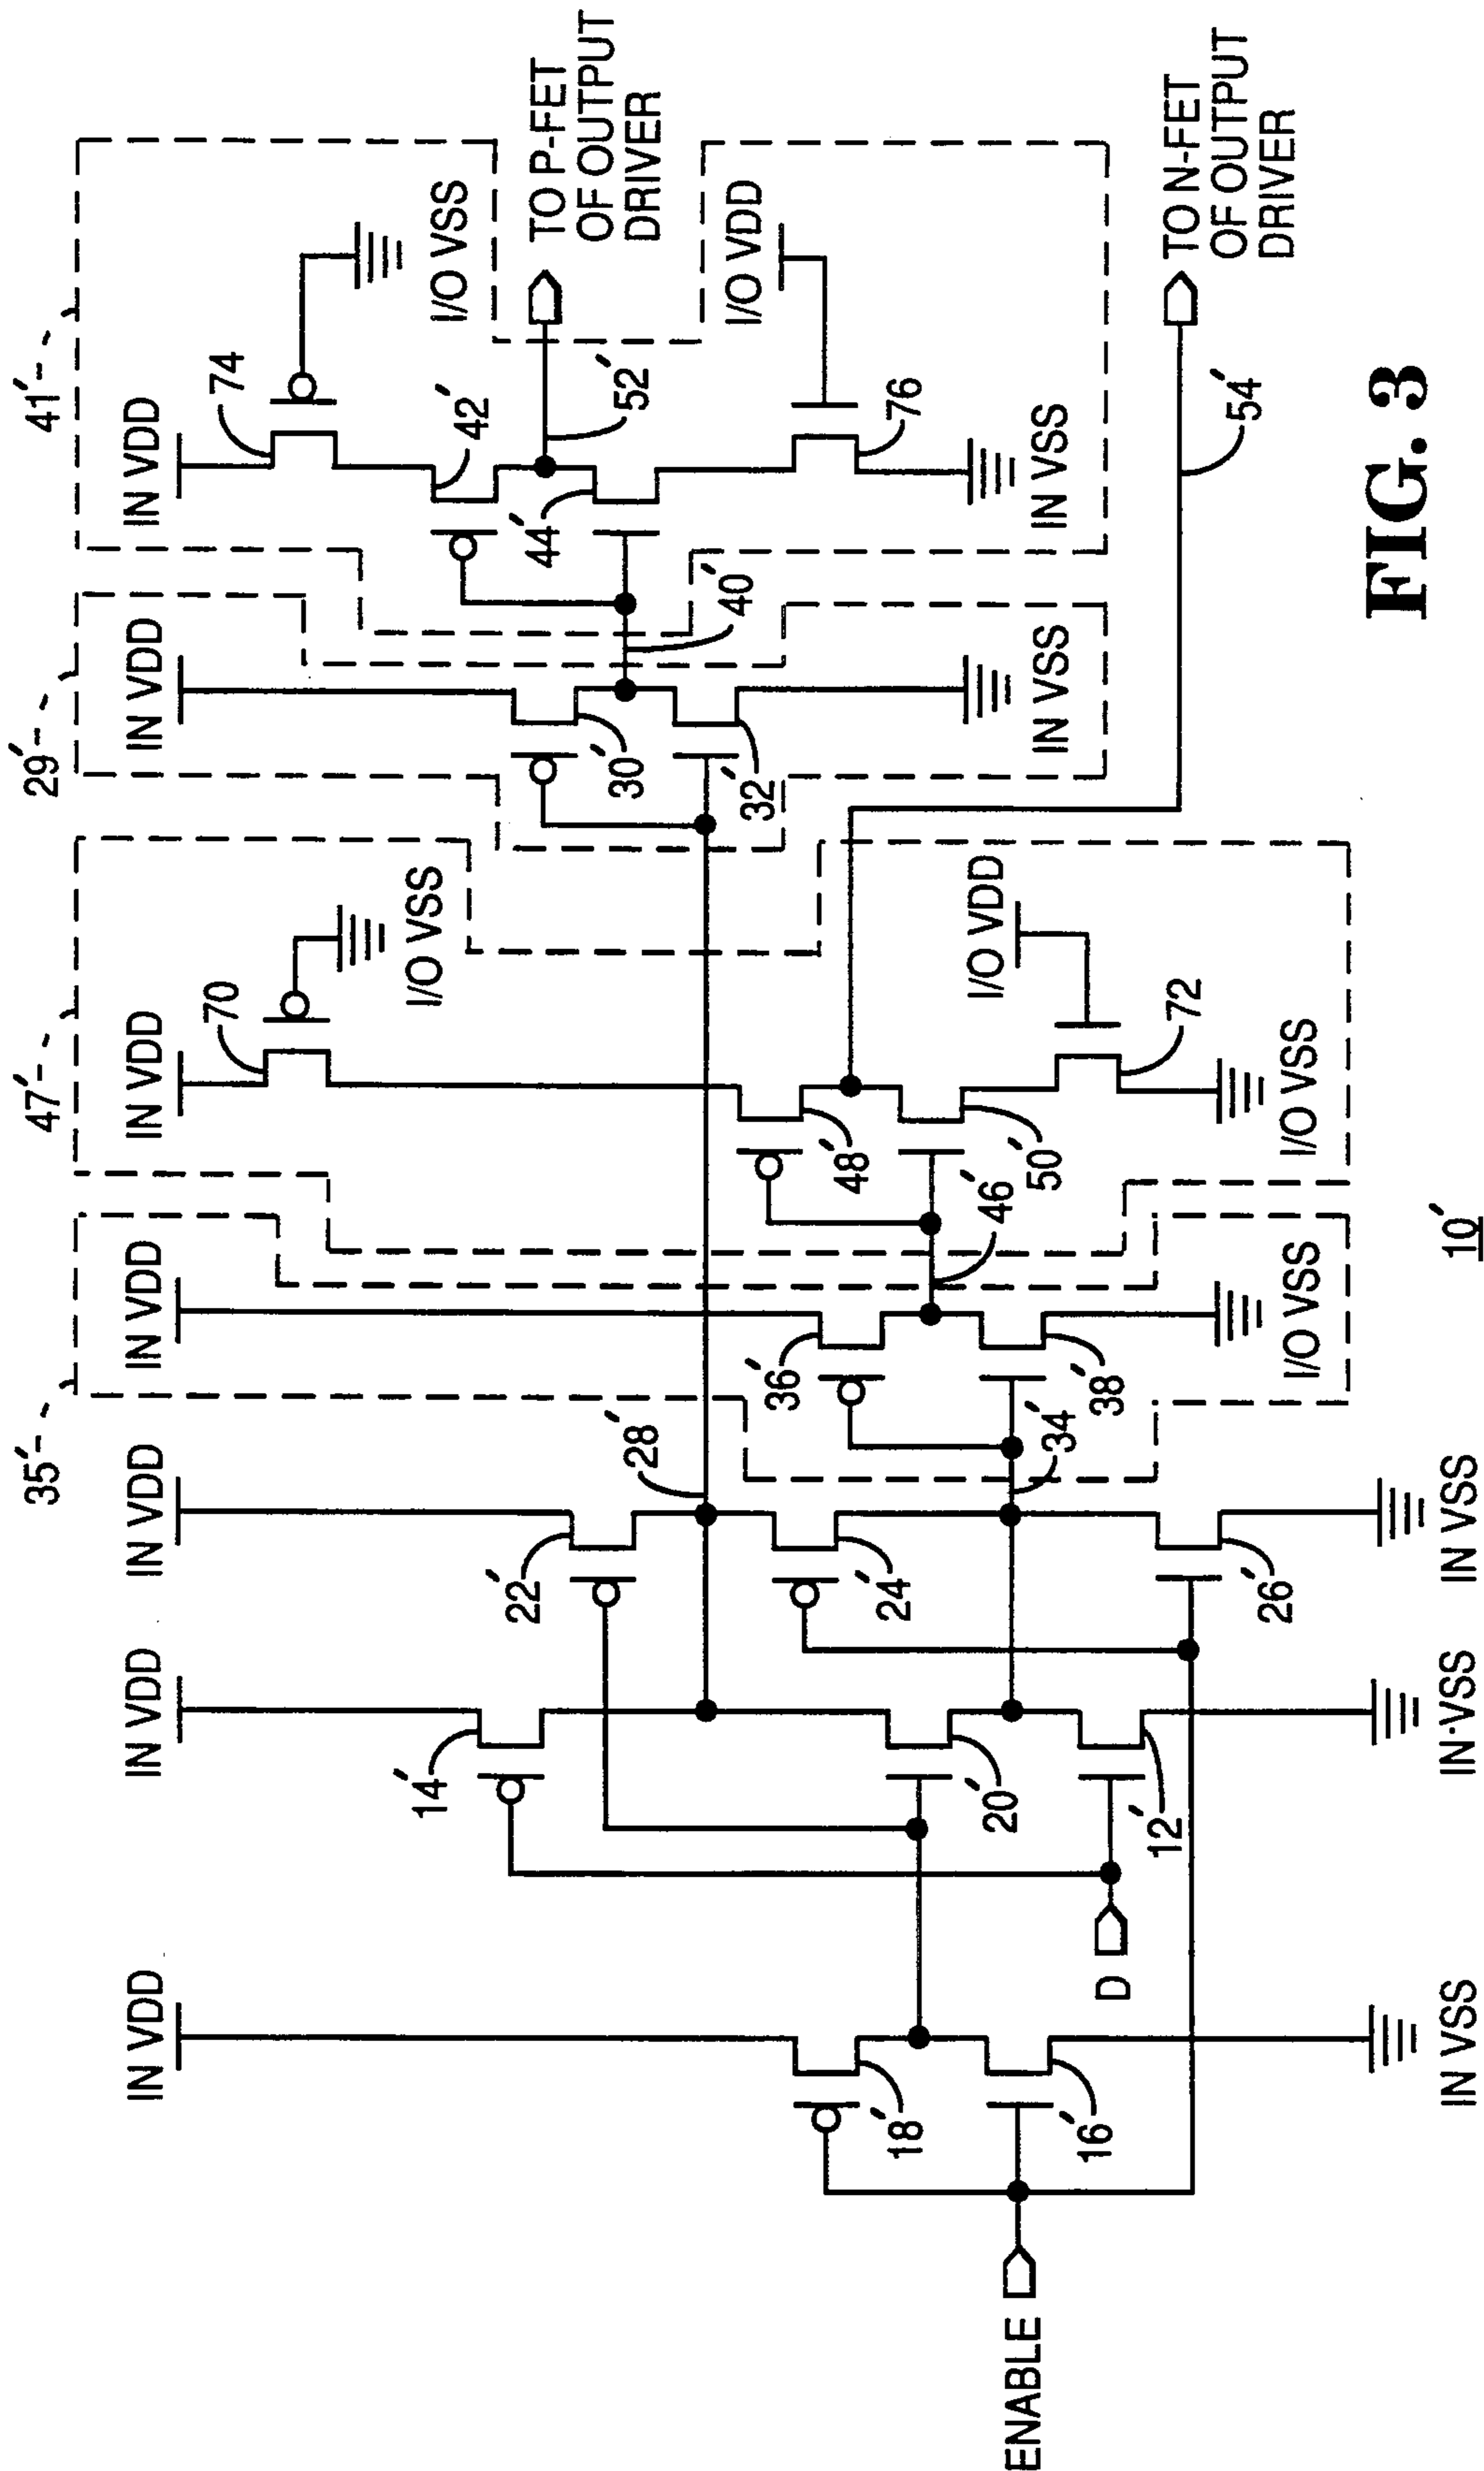 41'
29'
47'
35'
IN VDD
IN VDD
IN VDD
IN VDD
IN VDD
IN VDD
IN VDD
74
I/O VSS
70
I/O VSS
42'
44'
52'
TO P-FET
OF OUTPUT
DRIVER
14'
22'
28'
30'
32'
40'
I/O VDD
76
IN VSS
IN VSS
18'
16'
20'
12'
24'
26'
36'
38'
34'
46'
48'
50'
I/O VDD
72
I/O VSS
I/O VSS
ENABLE
D
54'
TO N-FET
OF OUTPUT
DRIVER
IN VSS
IN·VSS
IN VSS
10'
FIG. 3